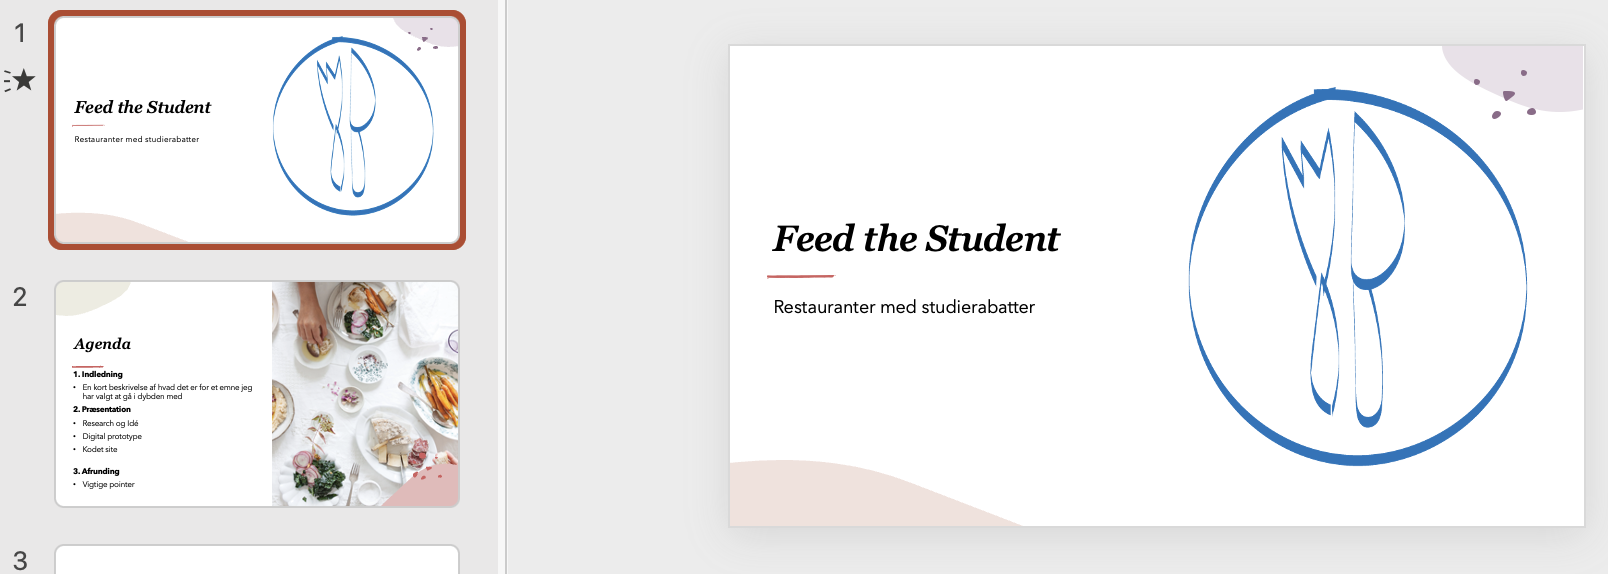 1
Feed the Student
Restauranter med studierabatter
2
Agenda
1. Indledning
• En kort beskrivelse af hvad det er for et emne jeg
har valgt at gå i dybden med
2. Præsentation
• Research og Idé
• Digital prototype
• Kodet site
3. Afrunding
• Vigtige pointer
3
Feed the Student
Restauranter med studierabatter